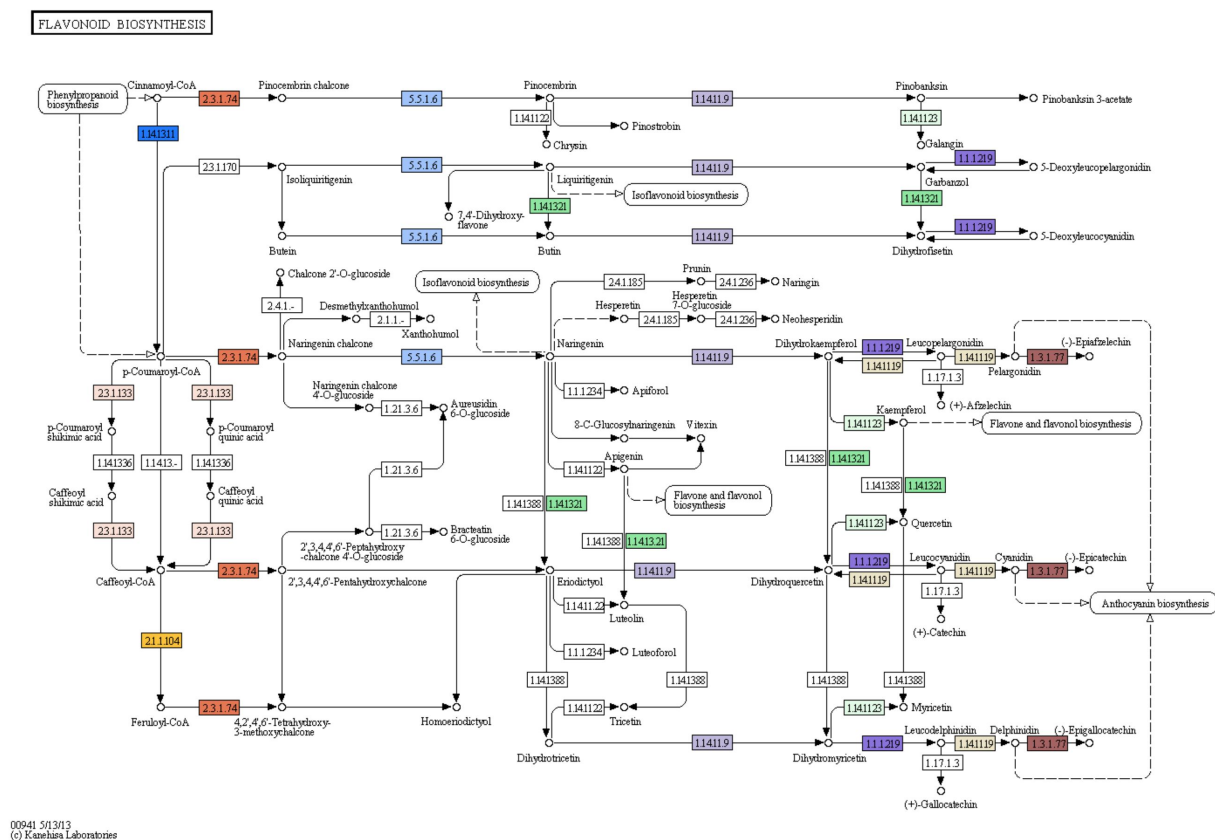 FLAVONOID BIOSYNTHESIS
Phenylpropanoid
biosynthesis
Cinnamoyl-CoA
2.3.1.74
Pinocembrin chalcone
5.5.1.6
Pinocembrin
1.14.11.9
Pinobanksin
Pinobanksin 3-acetate
1.14.13.11
1.14.11.22
Pinostrobin
Chrysin
1.14.11.23
Galangin
2.3.1.170
Isoliquiritigenin
5.5.1.6
Liquiritigenin
1.14.11.9
Garbanzol
1.1.1.219
5-Deoxyleucopelargonidin
Isoflavonoid biosynthesis
7,4'-Dihydroxy-
flavone
1.14.13.21
1.14.13.21
Butein
5.5.1.6
Butin
1.14.11.9
Dihydrofisetin
1.1.1.219
5-Deoxyleucocyanidin
Chalcone 2'-O-glucoside
Isoflavonoid biosynthesis
Prunin
2.4.1.185
2.4.1.236
Naringin
2.4.1.-
Desmethylxanthohumol
2.1.1.-
Xanthohumol
Hesperetin
2.4.1.185
Hesperetin
7-O-glucoside
2.4.1.236
Neohesperidin
p-Coumaroyl-CoA
2.3.1.74
Naringenin chalcone
5.5.1.6
Naringenin
1.14.11.9
Dihydrokaempferol
1.1.1.219
1.14.11.19
Leucopelargonidin
1.14.11.19
Pelargonidin
1.3.1.77
(-)-Epiafzelechin
1.17.1.3
(+)-Afzelechin
2.3.1.133
2.3.1.133
Naringenin chalcone
4'-O-glucoside
1.21.3.6
Aureusidin
6-O-glucoside
1.1.1.234
Apiforol
p-Coumaroyl
shikimic acid
p-Coumaroyl
quinic acid
8-C-Glucosylnaringenin
Vitexin
1.14.11.23
Kaempferol
Flavone and flavonol biosynthesis
1.14.13.36
1.14.13.-
1.14.13.36
1.21.3.6
1.14.11.22
Apigenin
1.14.13.88
1.14.13.21
1.14.13.88
1.14.13.21
Caffeoyl
shikimic acid
Caffeoyl
quinic acid
1.14.13.88
1.14.13.21
Flavone and flavonol
biosynthesis
2.3.1.133
2.3.1.133
1.21.3.6
Bracteatin
6-O-glucoside
1.14.13.88
1.14.13.21
1.14.11.23
Quercetin
2',3,4,4',6'-Peptahydroxy
-chalcone 4'-O-glucoside
Caffeoyl-CoA
2.3.1.74
2',3,4,4',6'-Pentahydroxychalcone
Eriodictyol
1.14.11.9
Dihydroquercetin
1.1.1.219
1.14.11.19
Leucocyanidin
1.14.11.19
Cyanidin
1.3.1.77
(-)-Epicatechin
1.17.1.3
(+)-Catechin
Anthocyanin biosynthesis
1.14.11.22
Luteolin
2.1.1.104
1.1.1.234
Luteoforol
1.14.13.88
1.14.13.88
1.14.13.88
1.14.13.88
Feruloyl-CoA
2.3.1.74
4,2',4',6'-Tetrahydroxy-
3-methoxychalcone
Homoeriodictyol
1.14.11.22
Tricetin
1.14.11.23
Myricetin
Dihydrotricetin
1.14.11.9
Dihydromyricetin
1.1.1.219
Leucodelphinidin
1.14.11.19
Delphinidin
1.3.1.77
(-)-Epigallocatechin
1.17.1.3
(+)-Gallocatechin
00941 5/13/13
(c) Kanehisa Laboratories